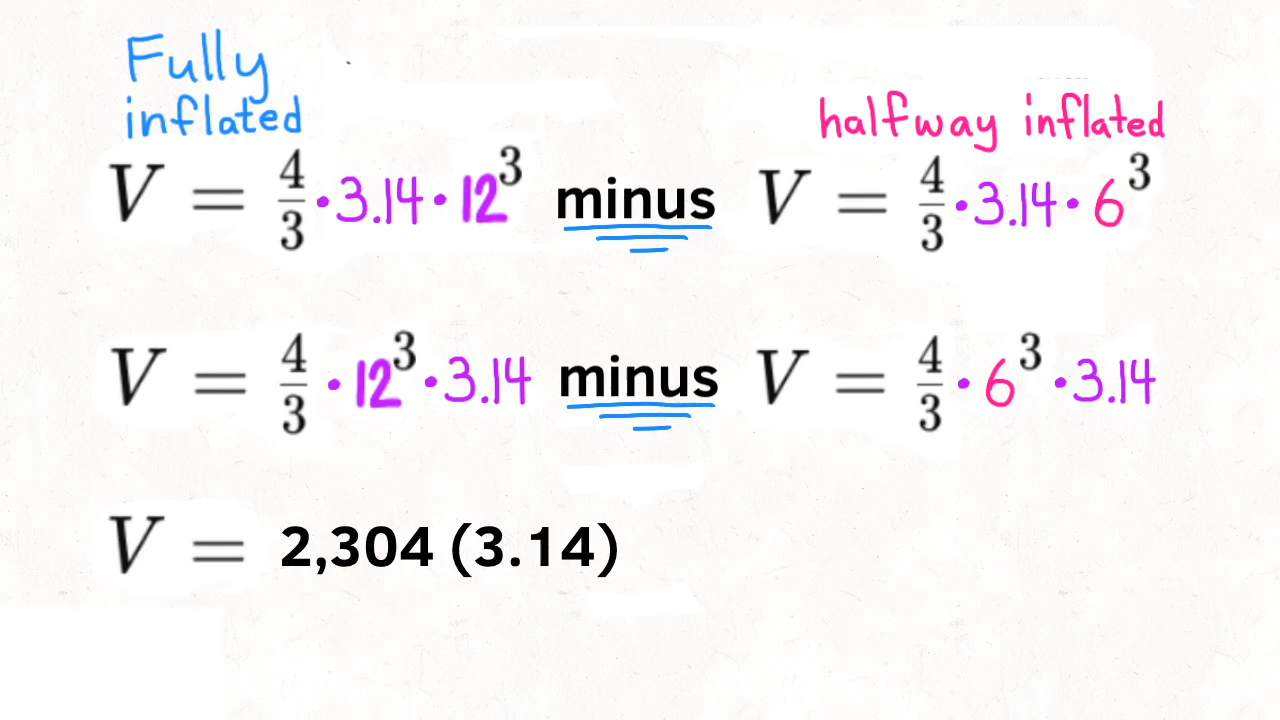 Fully
inflated
halfway inflated
V = 4/3 · 3.14 · 12³ minus V = 4/3 · 3.14 · 6³
V = 4/3 · 12³ · 3.14 minus V = 4/3 · 6³ · 3.14
V = 2,304 (3.14)